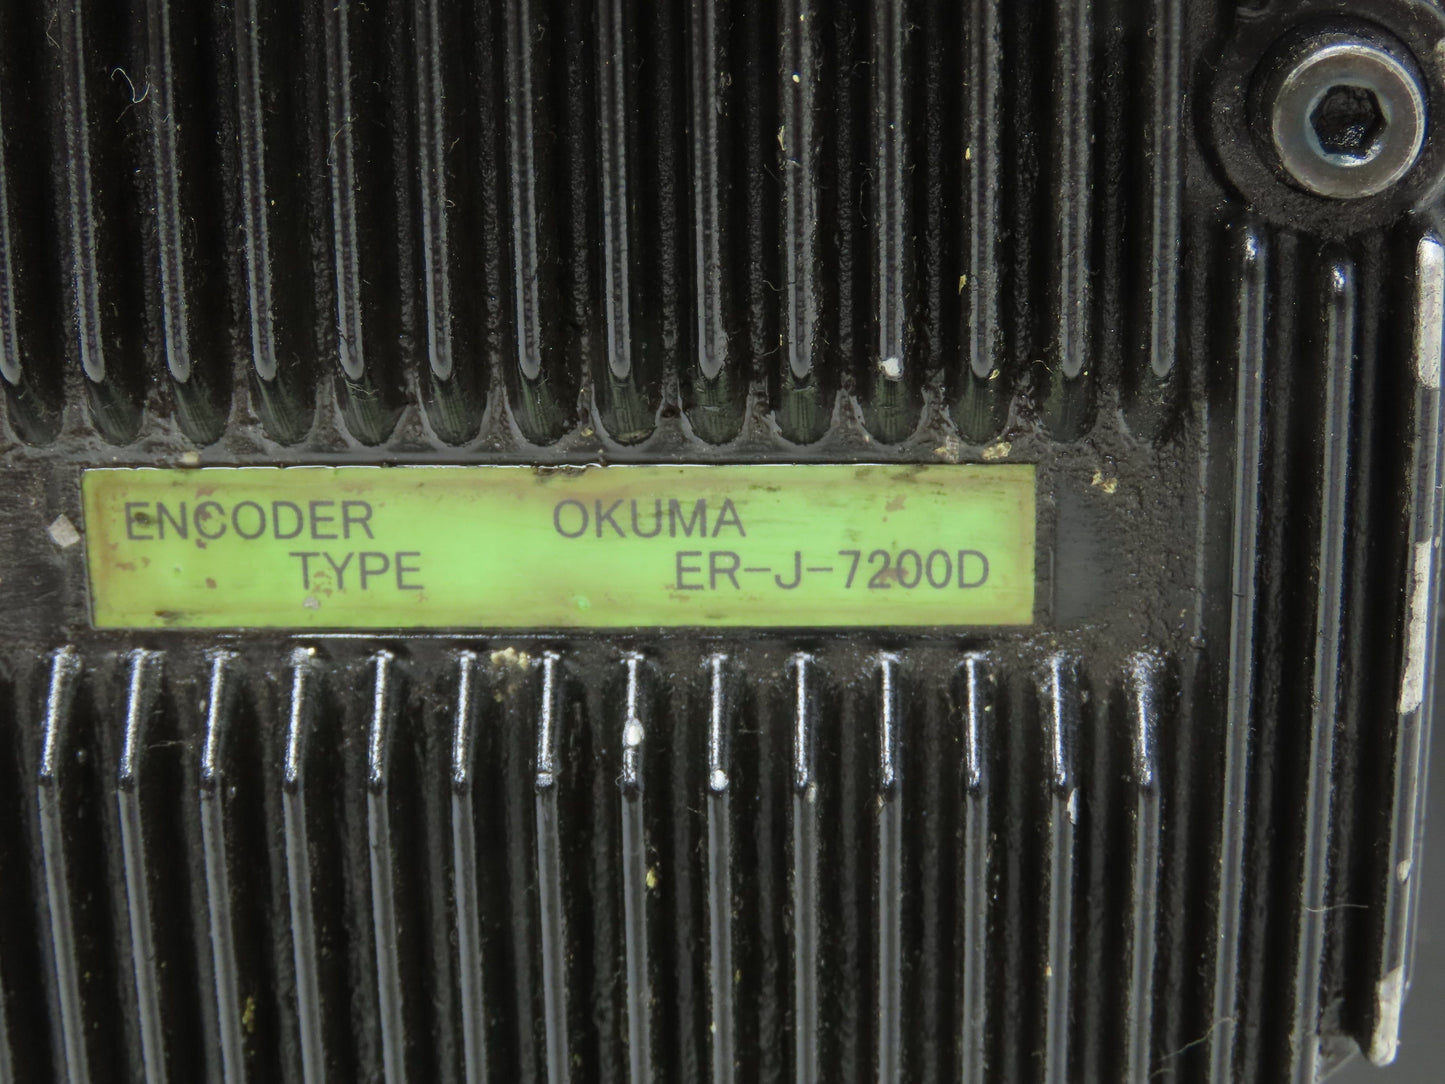 ENCODER OKUMA
TYPE ER-J-7200D